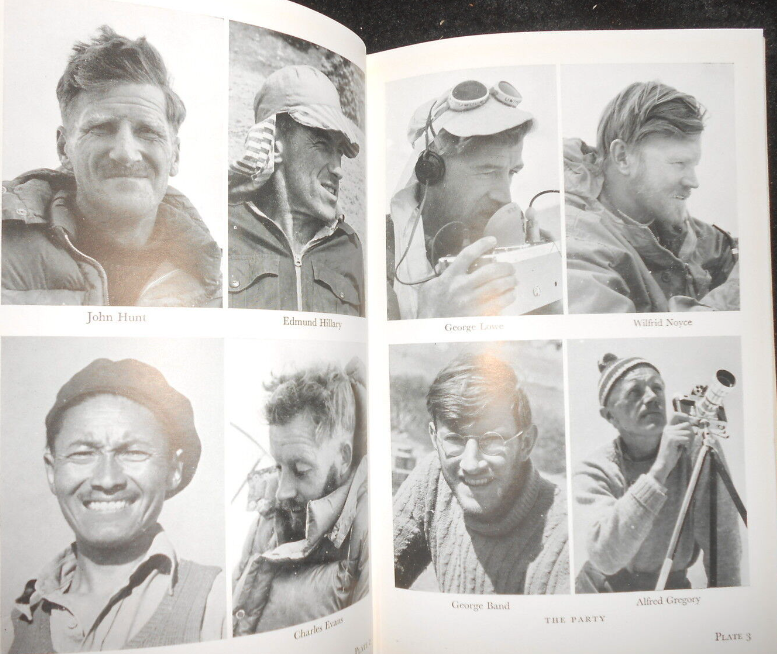 John Hunt
Edmund Hillary
Charles Evans
George Lowe
Wilfrid Noyce
George Band
Alfred Gregory
THE PARTY
PLATE 3